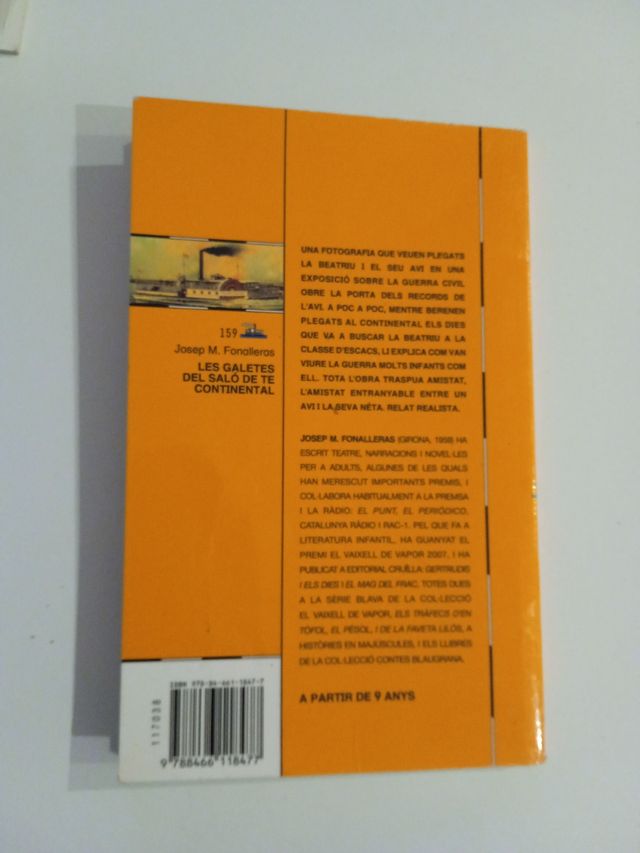 159
Josep M. Fonalleras
LES GALETES
DEL SALÓ DE TE
CONTINENTAL
UNA FOTOGRAFIA QUE VEUEN PLEGATS
LA BEATRIU I EL SEU AVI EN UNA
EXPOSICIÓ SOBRE LA GUERRA CIVIL
OBRE LA PORTA DELS RECORDS DE
L'AVI. A POC A POC, MENTRE BERENEN
PLEGATS AL CONTINENTAL ELS DIES
QUE VA A BUSCAR LA BEATRIU A LA
CLASSE D'ESCACS, LI EXPLICA COM VAN
VIURE LA GUERRA MOLTS INFANTS COM
ELL. TOTA L'OBRA TRASPUA AMISTAT,
L'AMISTAT ENTRANYABLE ENTRE UN
AVI I LA SEVA NÉTA. RELAT REALISTA.
JOSEP M. FONALLERAS (GIRONA, 1959) HA
ESCRIT TEATRE, NARRACIONS I NOVEL·LES
PER A ADULTS, ALGUNES DE LES QUALS
HAN MERESCUT IMPORTANTS PREMIS, I
COL·LABORA HABITUALMENT A LA PREMSA
I LA RÀDIO: EL PUNT, EL PERIÓDICO,
CATALUNYA RÀDIO I RAC-1. PEL QUE FA A
LITERATURA INFANTIL, HA GUANYAT EL
PREMI EL VAIXELL DE VAPOR 2007, I HA
PUBLICAT A EDITORIAL CRUÏLLA: GERTRUDIS
I ELS DIES I EL MAG DEL FRAC, TOTES DUES
A LA SÈRIE BLAVA DE LA COL·LECCIÓ
EL VAIXELL DE VAPOR, ELS TRÀFECS D'EN
TÒFOL, EL PÈSOL, I DE LA FAVETA LILÓS, A
HISTÒRIES EN MAJÚSCULES, I ELS LLIBRES
DE LA COL·LECCIÓ CONTES BLAUGRANA.
A PARTIR DE 9 ANYS
ISBN 978-84-661-1847-7
117038
9 788466 118477